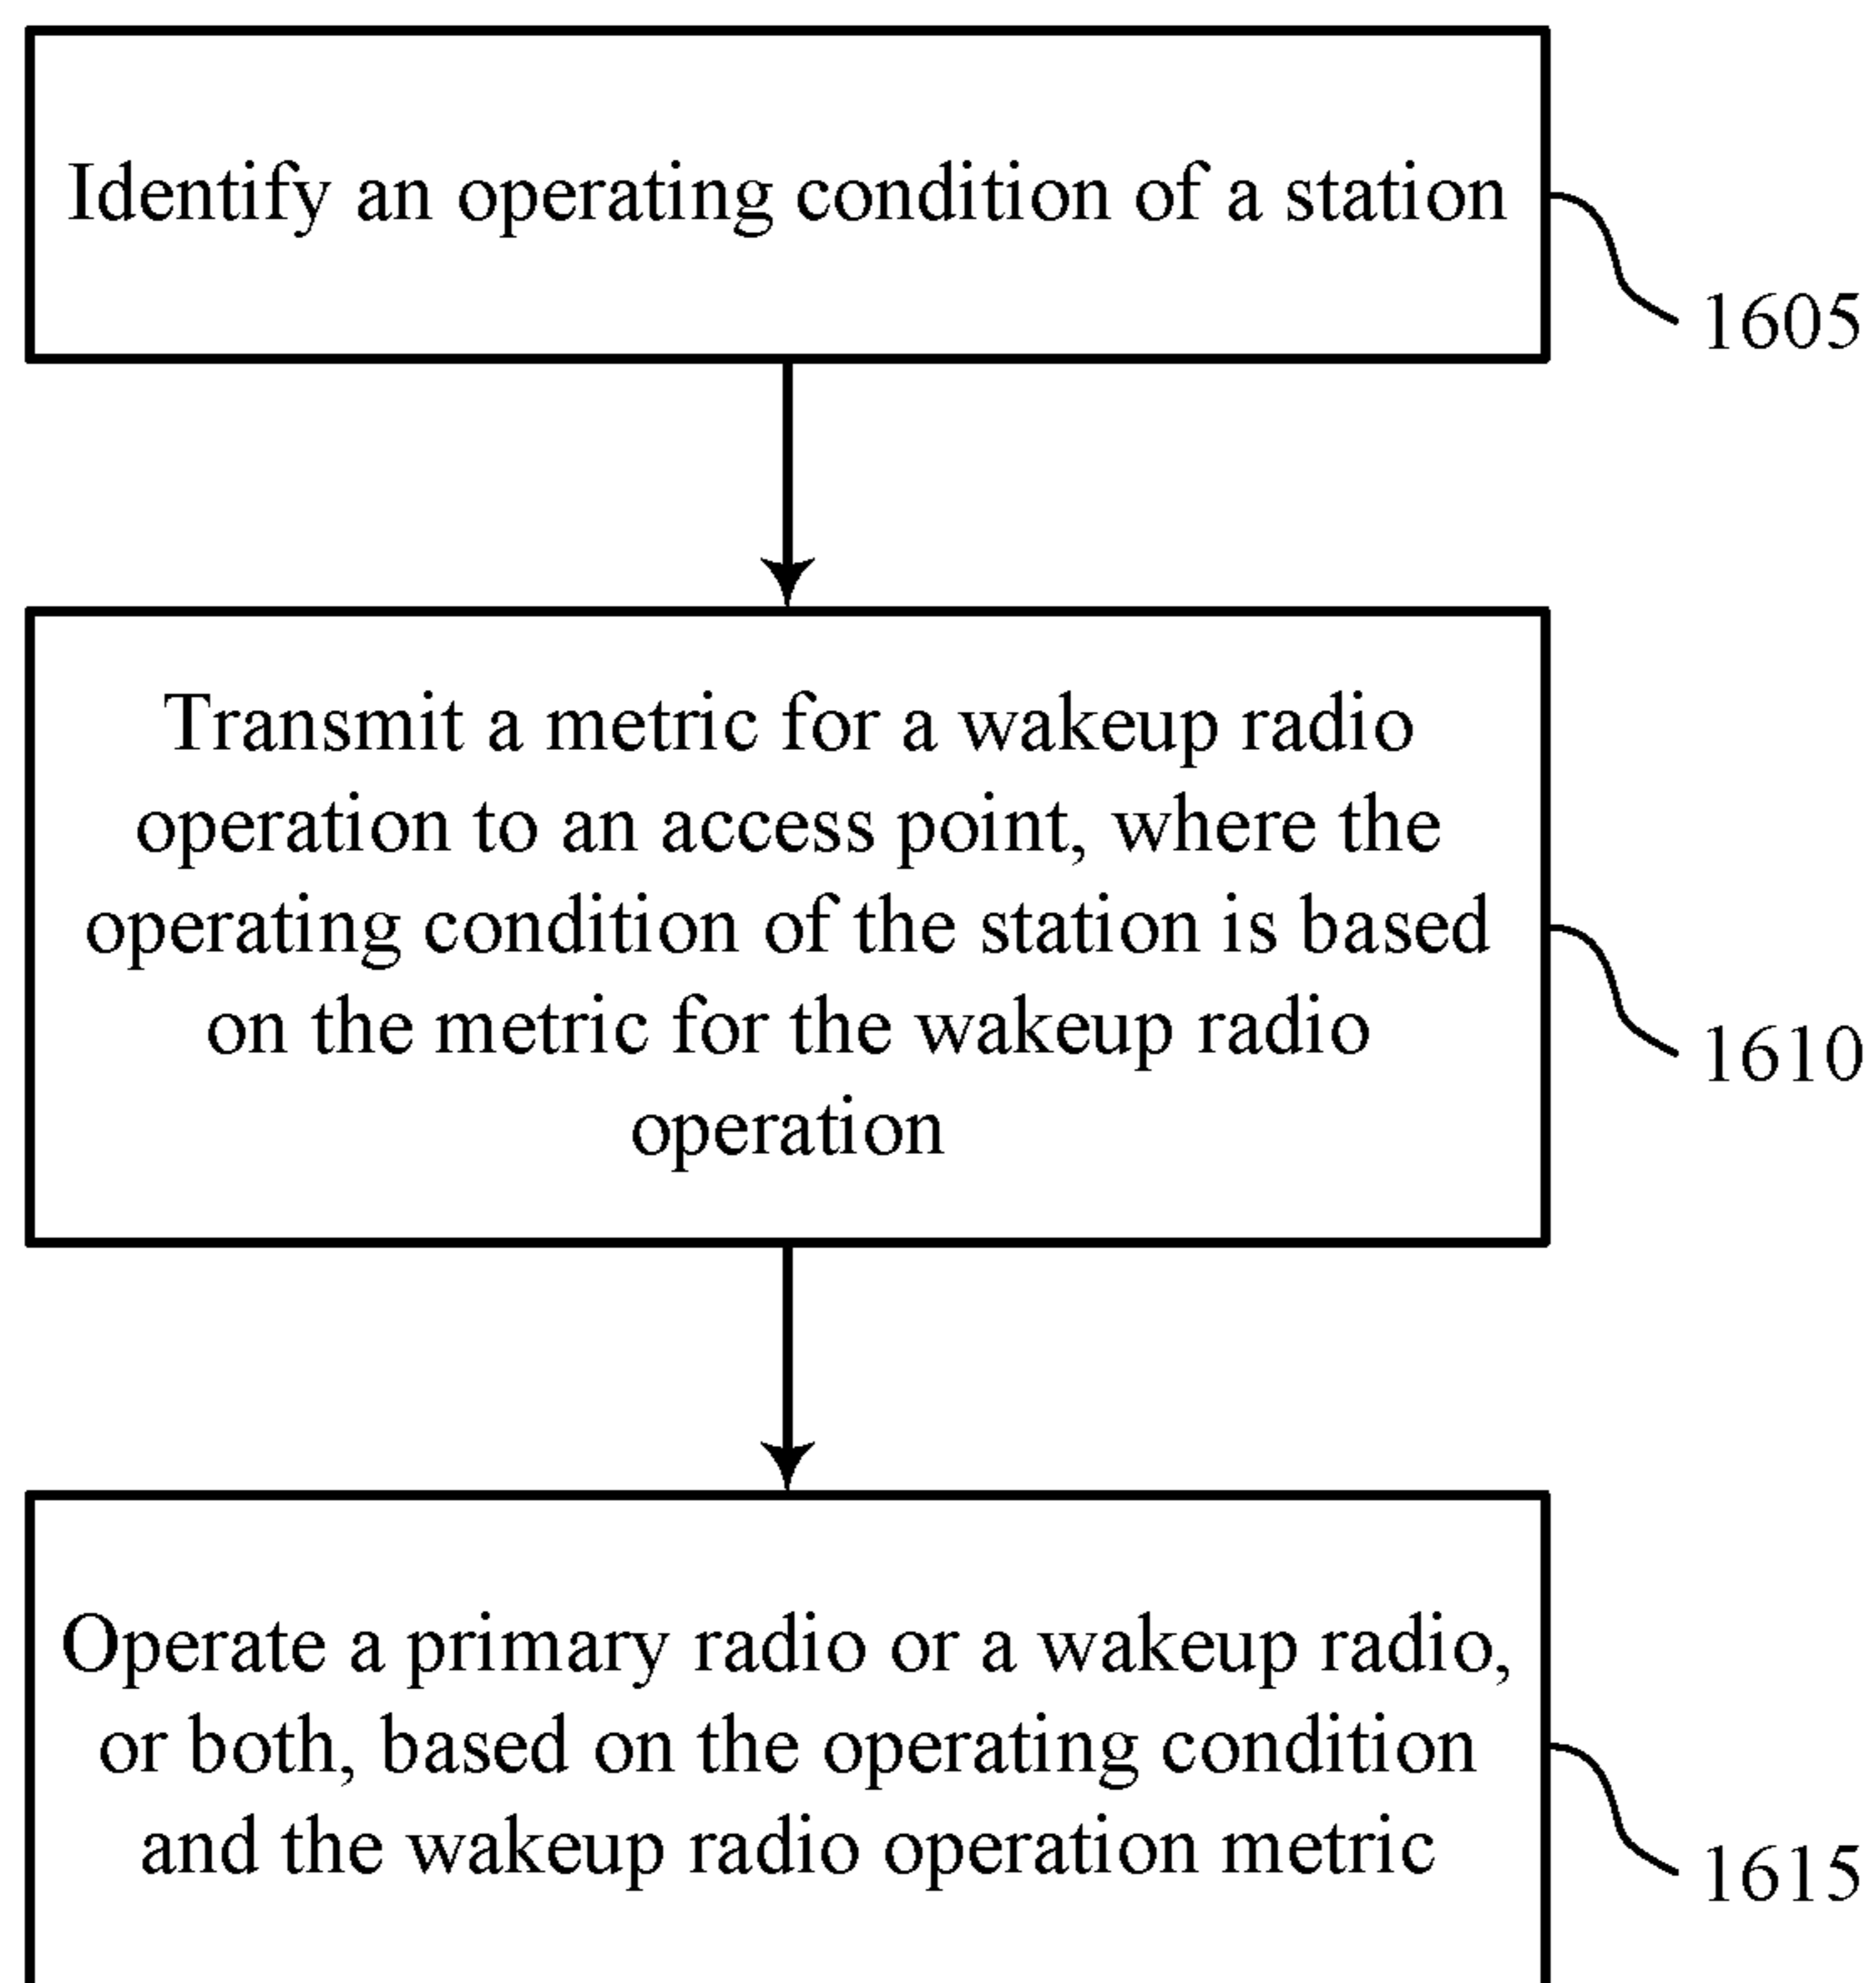 Identify an operating condition of a station
1605
Transmit a metric for a wakeup radio
operation to an access point, where the
operating condition of the station is based
on the metric for the wakeup radio
operation
1610
Operate a primary radio or a wakeup radio,
or both, based on the operating condition
and the wakeup radio operation metric
1615